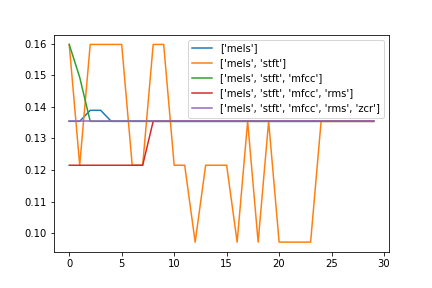 0.16
0.15
0.14
0.13
0.12
0.11
0.10
0 5 10 15 20 25 30
['mels']
['mels', 'stft']
['mels', 'stft', 'mfcc']
['mels', 'stft', 'mfcc', 'rms']
['mels', 'stft', 'mfcc', 'rms', 'zcr']